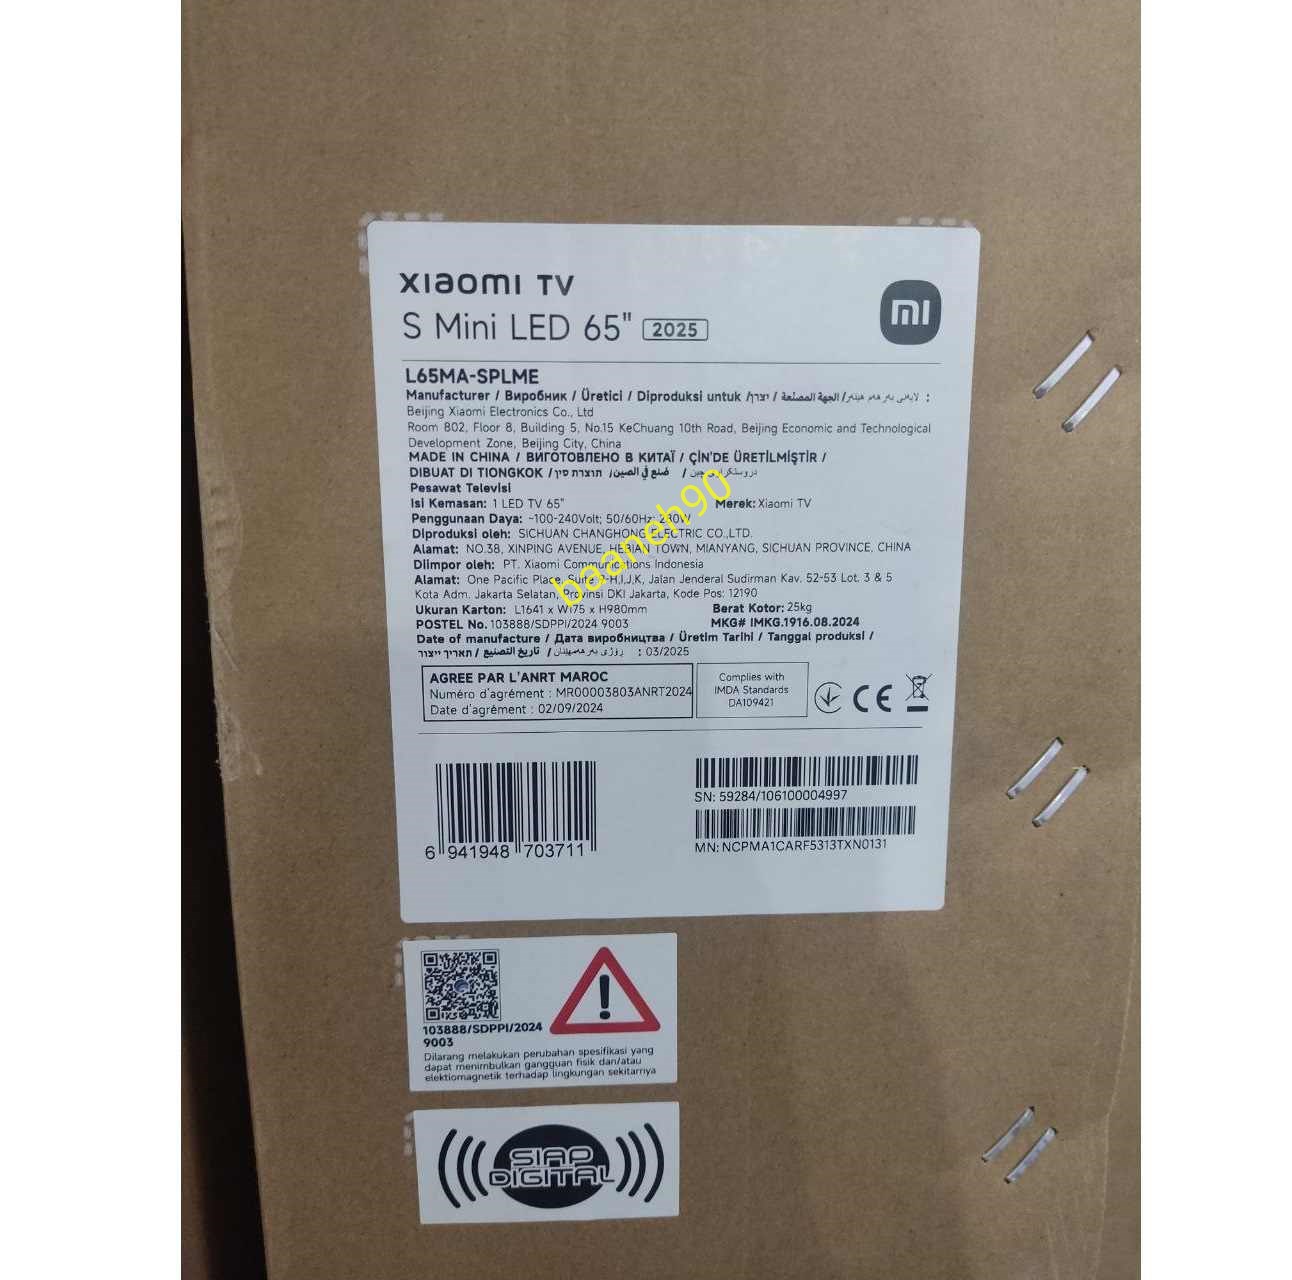 XIAOMI TV
S Mini LED 65" 2025
mi
L65MA-SPLME
Manufacturer / Виробник / Üretici / Diproduksi untuk / יצרן / الجهة المصنعة / لایەنی بەرهەم هێنەر :
Beijing Xiaomi Electronics Co., Ltd
Room 802, Floor 8, Building 5, No.15 KeChuang 10th Road, Beijing Economic and Technological
Development Zone, Beijing City, China
MADE IN CHINA / ВИГОТОВЛЕНО В КИТАЇ / ÇİN'DE ÜRETİLMİŞTİR /
DIBUAT DI TIONGKOK / תוצרת סין / صنع في الصين /
Pesawat Televisi
Isi Kemasan: 1 LED TV 65" Merek: Xiaomi TV
Penggunaan Daya: ~100-240Volt; 50/60Hz; 230W
Diproduksi oleh: SICHUAN CHANGHONG ELECTRIC CO.,LTD.
Alamat: NO.38, XINPING AVENUE, HEBIAN TOWN, MIANYANG, SICHUAN PROVINCE, CHINA
Diimpor oleh: PT. Xiaomi Communications Indonesia
Alamat: One Pacific Place, Suite Jalan Jenderal Sudirman Kav. 52-53 Lot. 3 & 5
Kota Adm. Jakarta Selatan, Provinsi DKI Jakarta, Kode Pos: 12190
Ukuran Karton: L1641 x W175 x H980mm Berat Kotor: 25kg
POSTEL No. 103888/SDPPI/2024 9003 MKG# IMKG.1916.08.2024
Date of manufacture / Дата виробництва / Üretim Tarihi / Tanggal produksi /
תאריך ייצור / تاريخ التصنيع / : 03/2025
AGREE PAR L'ANRT MAROC
Numéro d'agrément : MR00003803ANRT2024
Date d'agrément : 02/09/2024
Complies with
IMDA Standards
DA109421
CE
SN: 59284/106100004997
MN: NCPMA1CARF5313TXN0131
6 941948 703711
baaneh90
103888/SDPPI/2024
9003
Dilarang melakukan perubahan spesifikasi yang
dapat menimbulkan gangguan fisik dan/atau
elektiomagnetik terhadap lingkungan sekitarnya
SIAP
DIGITAL